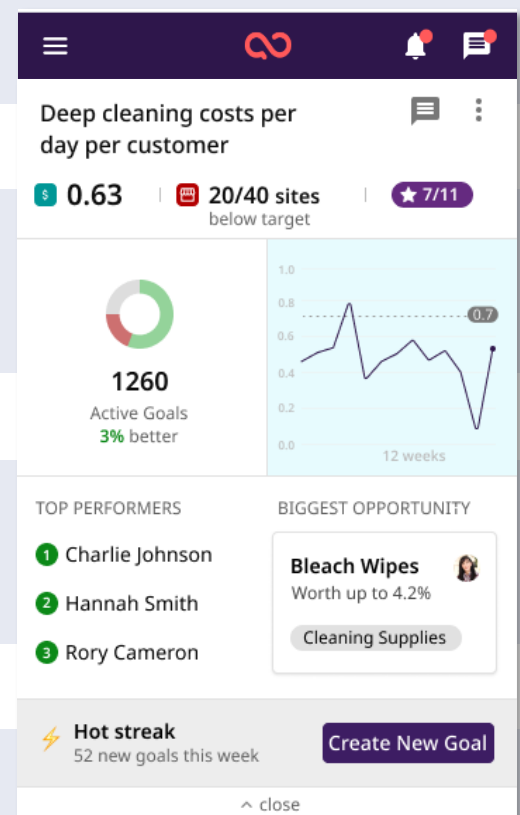 Deep cleaning costs per
day per customer
$ 0.63
20/40 sites
below target
7/11
1260
Active Goals
3% better
1.0
0.8
0.7
0.6
0.4
0.2
0.0
12 weeks
TOP PERFORMERS
1 Charlie Johnson
2 Hannah Smith
3 Rory Cameron
BIGGEST OPPORTUNITY
Bleach Wipes
Worth up to 4.2%
Cleaning Supplies
Hot streak
52 new goals this week
Create New Goal
close